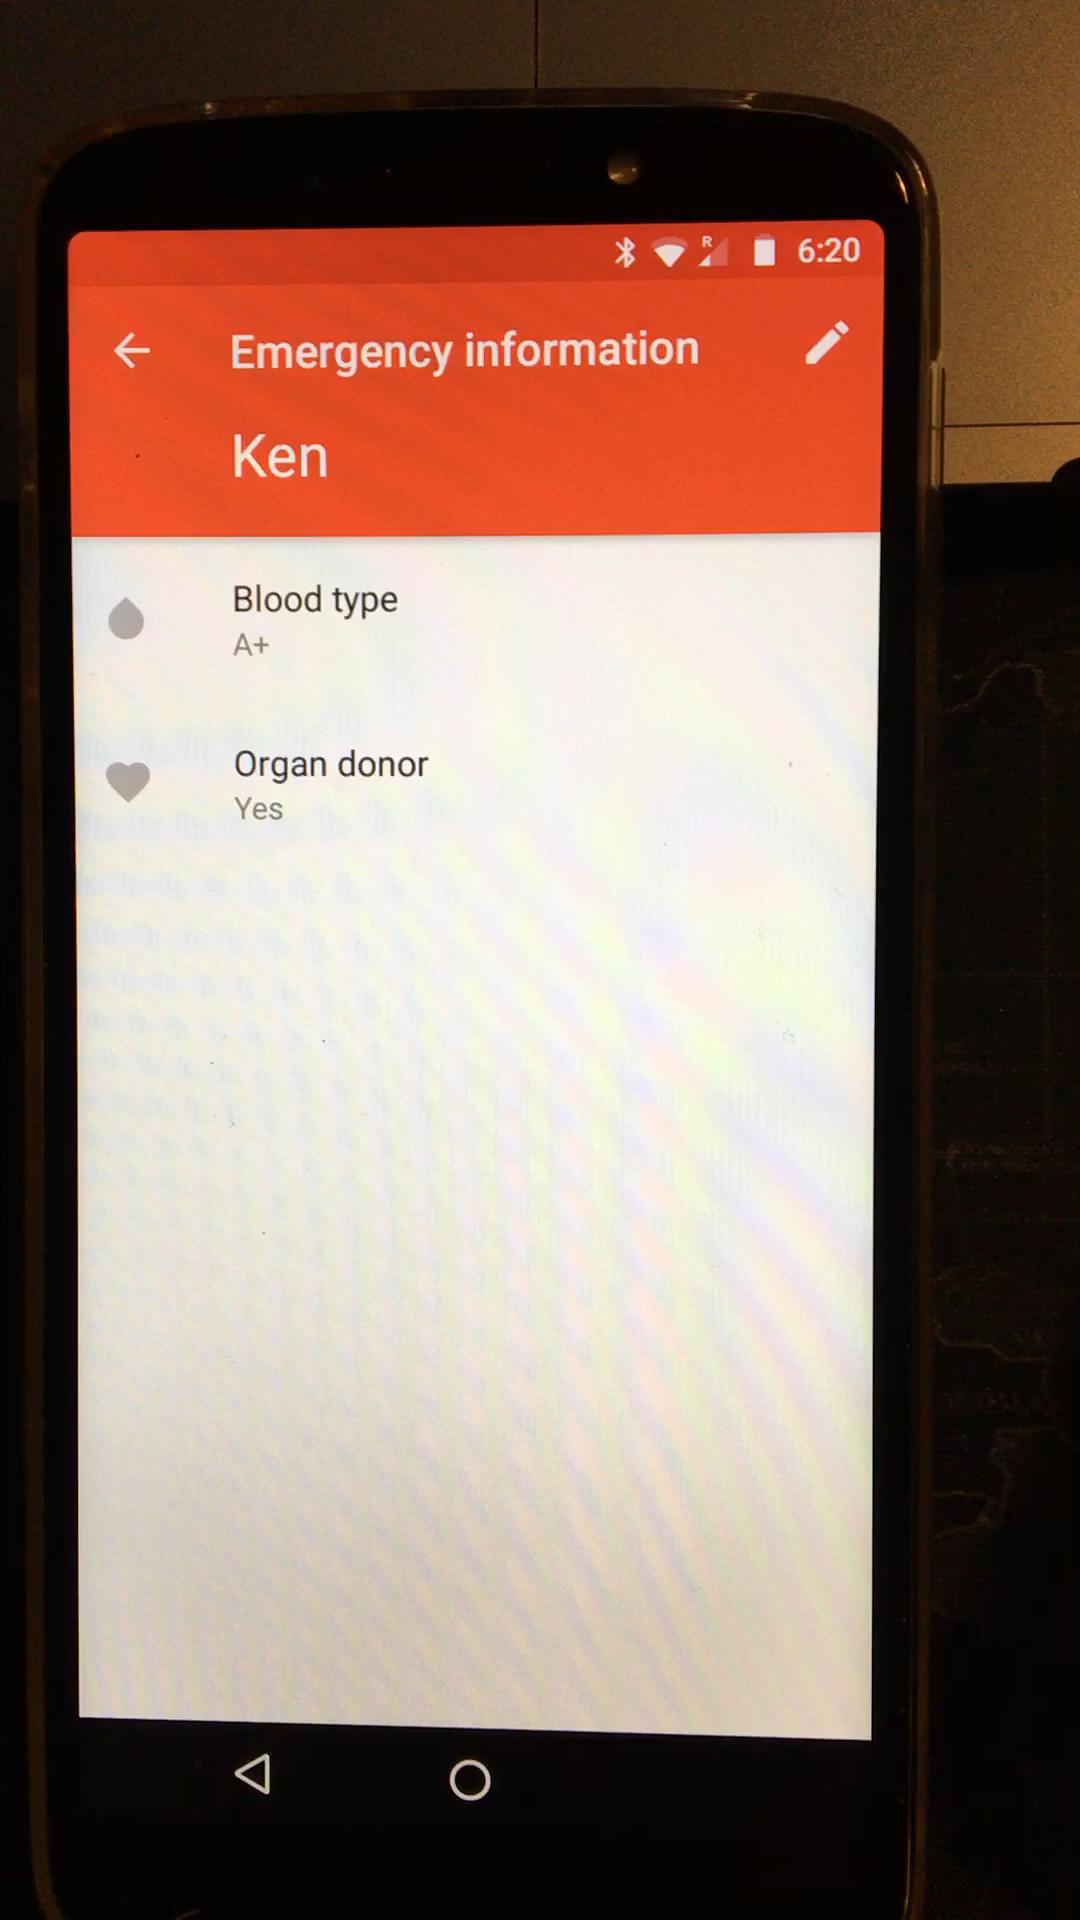 R 6:20
Emergency information
Ken
Blood type
A+
Organ donor
Yes